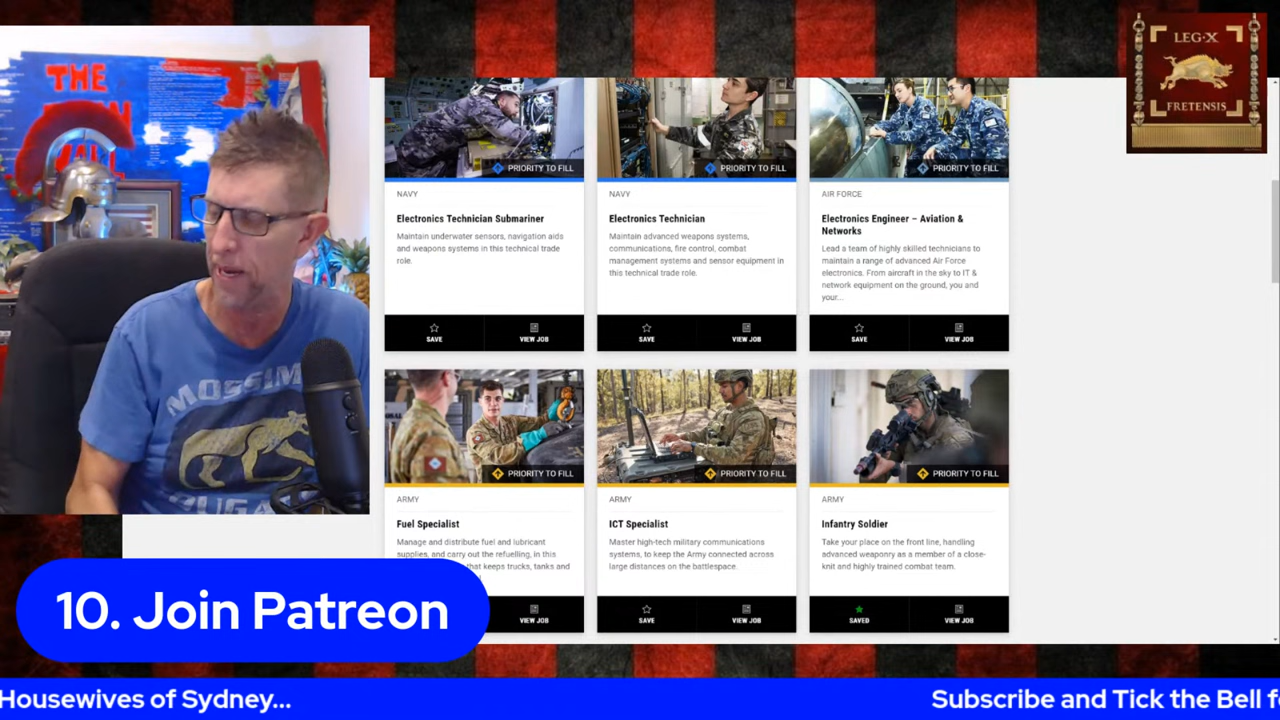 THE
WALL
LEG·X
FRETENSIS
MOSSIM
PRIORITY TO FILL
NAVY
Electronics Technician Submariner
Maintain underwater sensors, navigation aids
and weapons systems in this technical trade
role.
SAVE
VIEW JOB
PRIORITY TO FILL
NAVY
Electronics Technician
Maintain advanced weapons systems,
communications, fire control, combat
management systems and sensor equipment in
this technical trade role.
SAVE
VIEW JOB
PRIORITY TO FILL
AIR FORCE
Electronics Engineer – Aviation &
Networks
Lead a team of highly skilled technicians to
maintain a range of advanced Air Force
electronics. From aircraft in the sky to IT &
network equipment on the ground, you and
your...
SAVE
VIEW JOB
PRIORITY TO FILL
ARMY
Fuel Specialist
Manage and distribute fuel and lubricant
supplies, and carry out the refuelling, in this
that keeps trucks, tanks and
VIEW JOB
PRIORITY TO FILL
ARMY
ICT Specialist
Master high-tech military communications
systems, to keep the Army connected across
large distances on the battlespace.
SAVE
VIEW JOB
PRIORITY TO FILL
ARMY
Infantry Soldier
Take your place on the front line, handling
advanced weaponry as a member of a close-
knit and highly trained combat team.
SAVED
VIEW JOB
10. Join Patreon
Housewives of Sydney...
Subscribe and Tick the Bell f